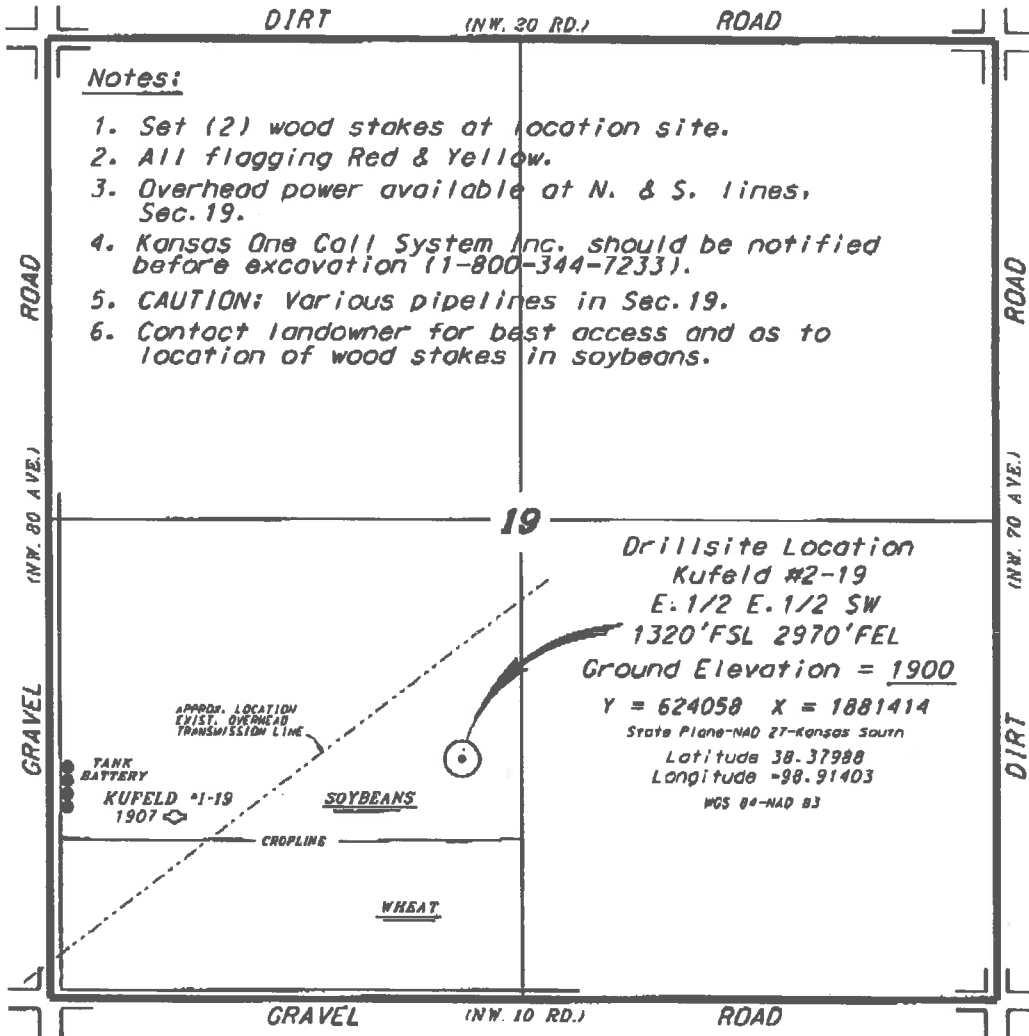 DIRT (NW. 20 RD.) ROAD
Notes:
1. Set (2) wood stakes at location site.
2. All flagging Red & Yellow.
3. Overhead power available at N. & S. lines,
Sec. 19.
4. Kansas One Call System Inc. should be notified
before excavation (1-800-344-7233).
5. CAUTION: Various pipelines in Sec. 19.
6. Contact landowner for best access and as to
location of wood stakes in soybeans.
ROAD
(NW. 80 AVE.)
GRAVEL
ROAD
(NW. 70 AVE.)
DIRT
19
Drillsite Location
Kufeld #2-19
E. 1/2 E. 1/2 SW
1320'FSL 2970'FEL
Ground Elevation = 1900
Y = 624058 X = 1881414
State Plane-NAD 27-Kansas South
Latitude 38.37988
Longitude -98.91403
WGS 84-NAD 83
APPROX. LOCATION
EXIST. OVERHEAD
TRANSMISSION LINE
TANK
BATTERY
KUFELD #1-19
1907
SOYBEANS
CROPLINE
WHEAT
GRAVEL (NW. 10 RD.) ROAD